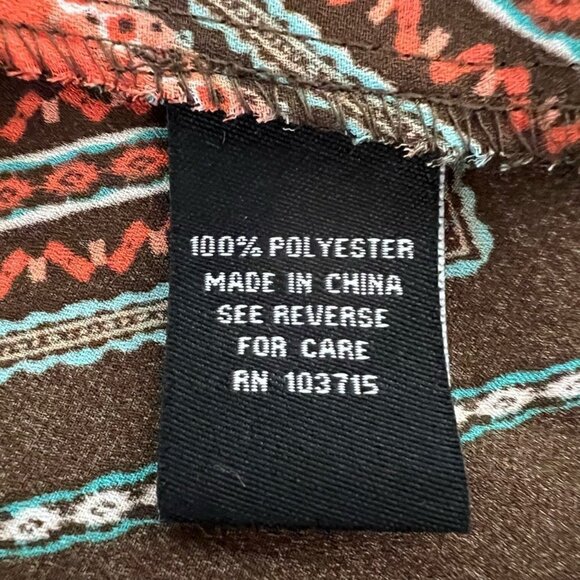 100% POLYESTER
MADE IN CHINA
SEE REVERSE
FOR CARE
RN 103715